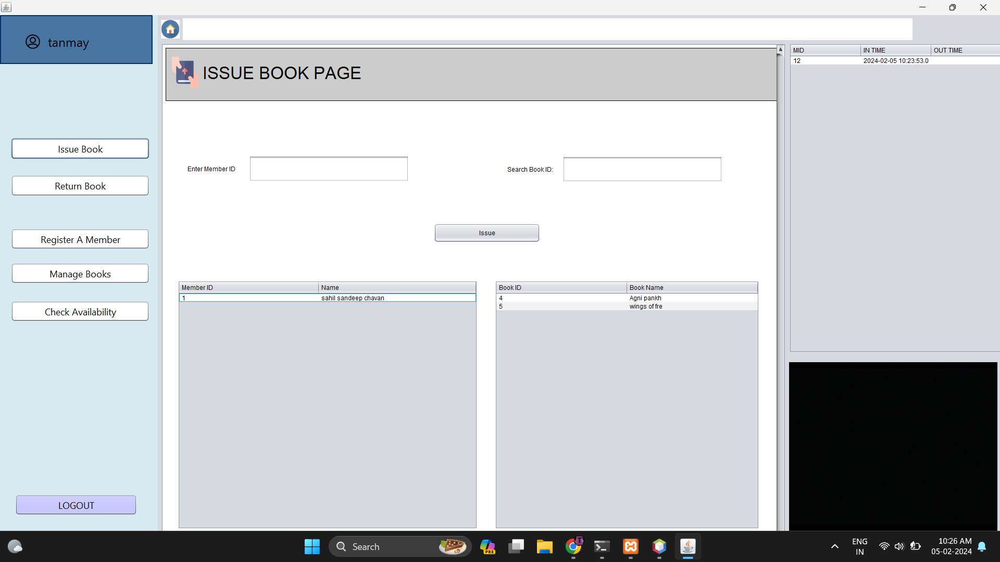 tanmay
Issue Book
Return Book
Register A Member
Manage Books
Check Availability
LOGOUT
ISSUE BOOK PAGE
Enter Member ID
Search Book ID:
Issue
Member ID Name
1 sahil sandeep chavan
Book ID Book Name
4 Agni pankh
5 wings of fre
MID IN TIME OUT TIME
12 2024-02-05 10:23:53.0
Search
PRE
ENG
IN
10:26 AM
05-02-2024